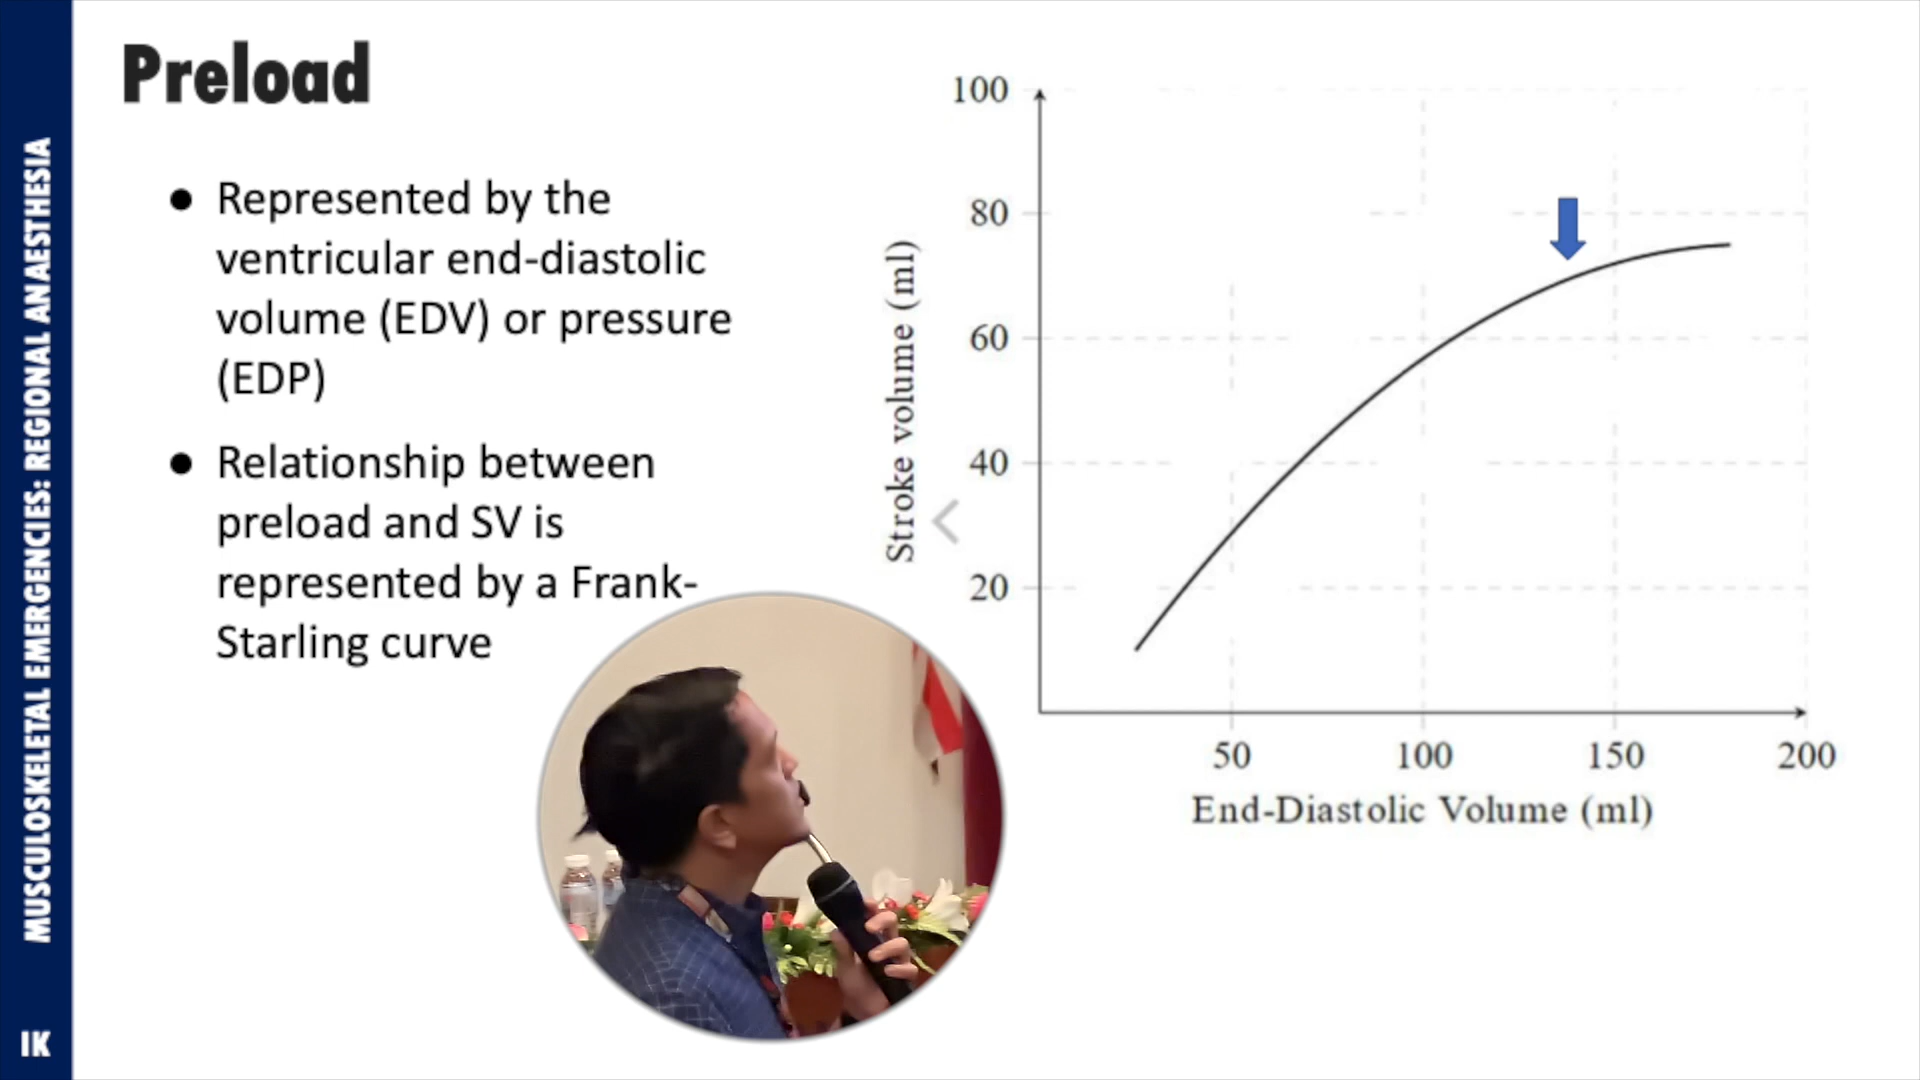 Preload
● Represented by the
ventricular end-diastolic
volume (EDV) or pressure
(EDP)
● Relationship between
preload and SV is
represented by a Frank-
Starling curve
MUSCULOSKELETAL EMERGENCIES: REGIONAL ANAESTHESIA
IK
Stroke volume (ml)
100
80
60
40
20
50 100 150 200
End-Diastolic Volume (ml)